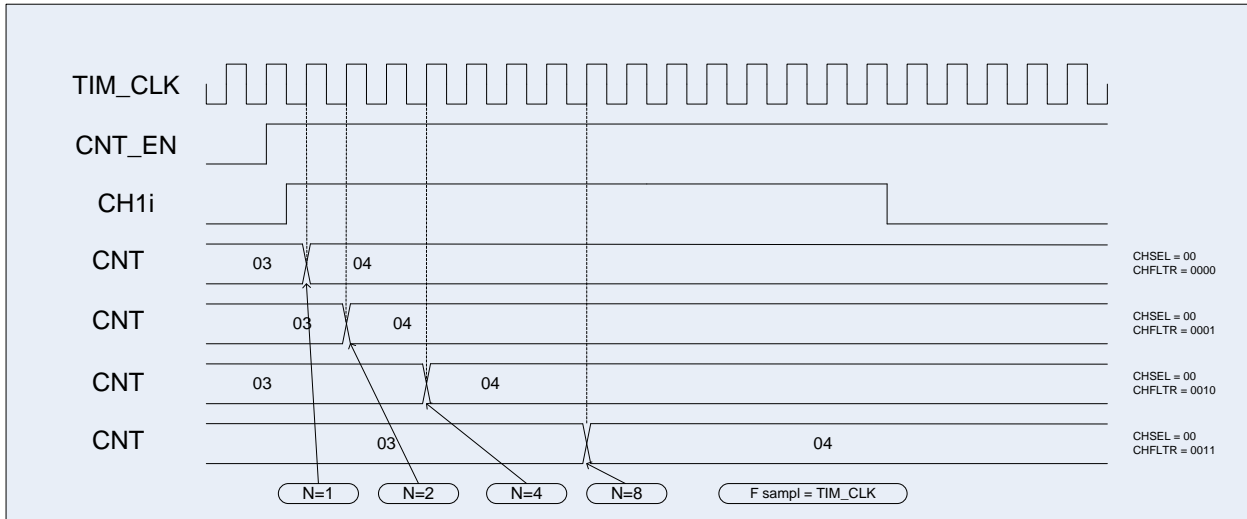 TIM_CLK
CNT_EN
CH1i
CNT
03
04
CHSEL = 00
CHFLTR = 0000
CNT
03
04
CHSEL = 00
CHFLTR = 0001
CNT
03
04
CHSEL = 00
CHFLTR = 0010
CNT
03
04
CHSEL = 00
CHFLTR = 0011
N=1
N=2
N=4
N=8
F sampl = TIM_CLK